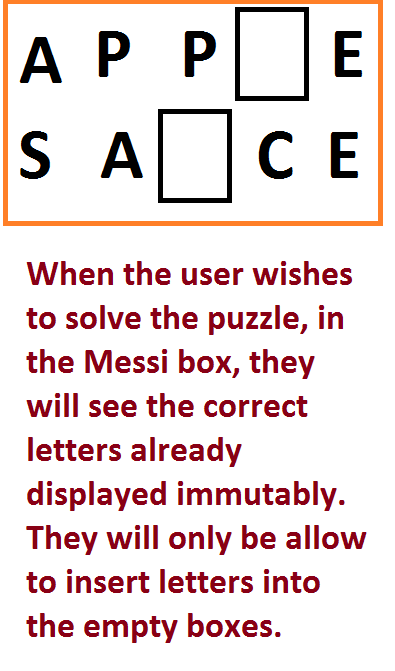 A P P E
S A C E
When the user wishes
to solve the puzzle, in
the Messi box, they
will see the correct
letters already
displayed immutably.
They will only be allow
to insert letters into
the empty boxes.